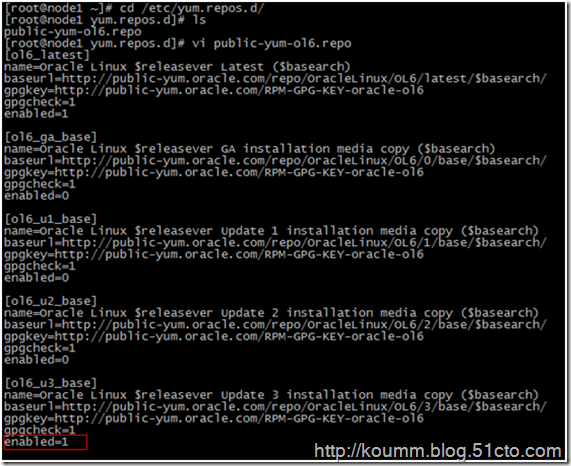 [root@node1 ~]# cd /etc/yum.repos.d/
[root@node1 yum.repos.d]# ls
public-yum-ol6.repo
[root@node1 yum.repos.d]# vi public-yum-ol6.repo
[ol6_latest]
name=Oracle Linux $releasever Latest ($basearch)
baseurl=http://public-yum.oracle.com/repo/OracleLinux/OL6/latest/$basearch/
gpgkey=http://public-yum.oracle.com/RPM-GPG-KEY-oracle-ol6
gpgcheck=1
enabled=1
[ol6_ga_base]
name=Oracle Linux $releasever GA installation media copy ($basearch)
baseurl=http://public-yum.oracle.com/repo/OracleLinux/OL6/0/base/$basearch/
gpgkey=http://public-yum.oracle.com/RPM-GPG-KEY-oracle-ol6
gpgcheck=1
enabled=0
[ol6_u1_base]
name=Oracle Linux $releasever Update 1 installation media copy ($basearch)
baseurl=http://public-yum.oracle.com/repo/OracleLinux/OL6/1/base/$basearch/
gpgkey=http://public-yum.oracle.com/RPM-GPG-KEY-oracle-ol6
gpgcheck=1
enabled=0
[ol6_u2_base]
name=Oracle Linux $releasever Update 2 installation media copy ($basearch)
baseurl=http://public-yum.oracle.com/repo/OracleLinux/OL6/2/base/$basearch/
gpgkey=http://public-yum.oracle.com/RPM-GPG-KEY-oracle-ol6
gpgcheck=1
enabled=0
[ol6_u3_base]
name=Oracle Linux $releasever Update 3 installation media copy ($basearch)
baseurl=http://public-yum.oracle.com/repo/OracleLinux/OL6/3/base/$basearch/
gpgkey=http://public-yum.oracle.com/RPM-GPG-KEY-oracle-ol6
gpgcheck=1
enabled=1
http://koumm.blog.51cto.com